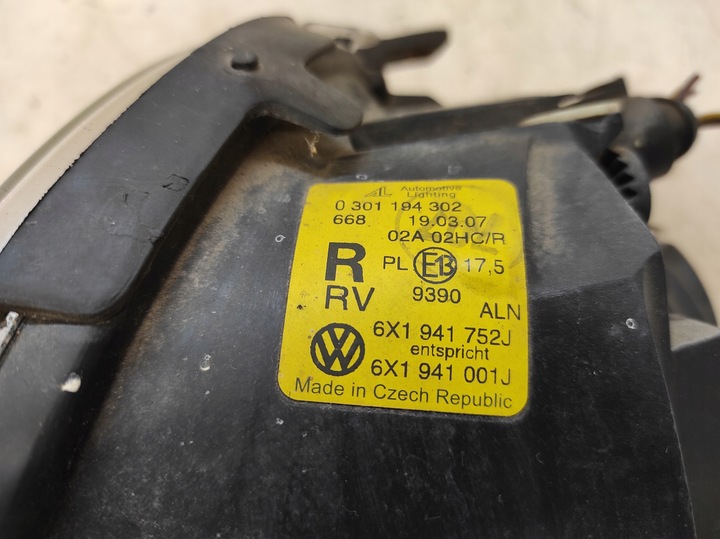 AL Automotive Lighting
0 301 194 302
668 19.03.07
02A 02HC/R
R PL E13 17,5
RV 9390 ALN
6X1 941 752J
entspricht
6X1 941 001J
Made in Czech Republic